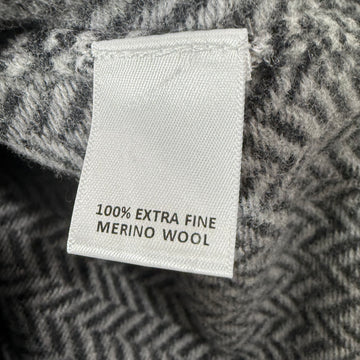 100% EXTRA FINE
MERINO WOOL